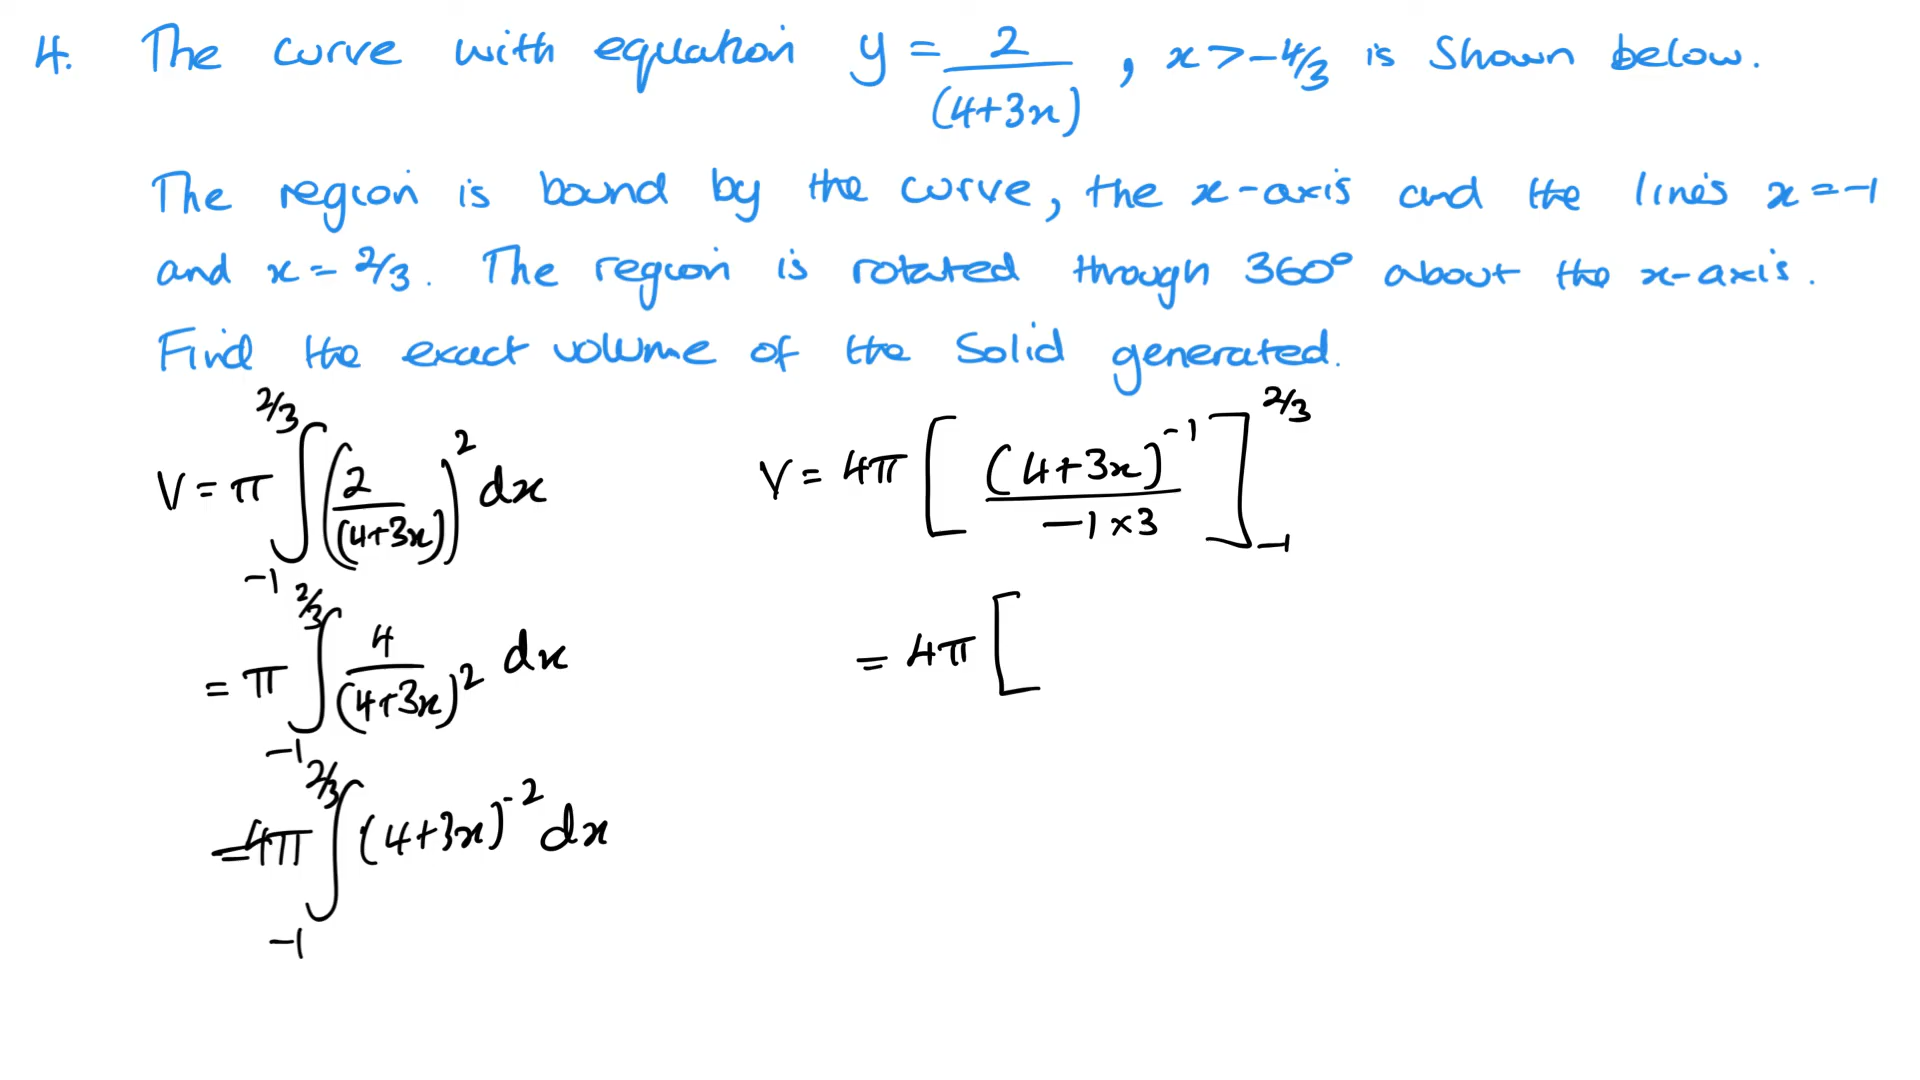 4. The curve with equation y = 2/(4+3x), x > -4/3 is shown below.
The region is bound by the curve, the x-axis and the lines x = -1
and x = 2/3. The region is rotated through 360° about the x-axis.
Find the exact volume of the solid generated.
V = π ∫_{-1}^{2/3} (2/(4+3x))^2 dx
= π ∫_{-1}^{2/3} 4/(4+3x)^2 dx
= 4π ∫_{-1}^{2/3} (4+3x)^{-2} dx
V = 4π [ (4+3x)^{-1}/(-1×3) ]_{-1}^{2/3}
= 4π [